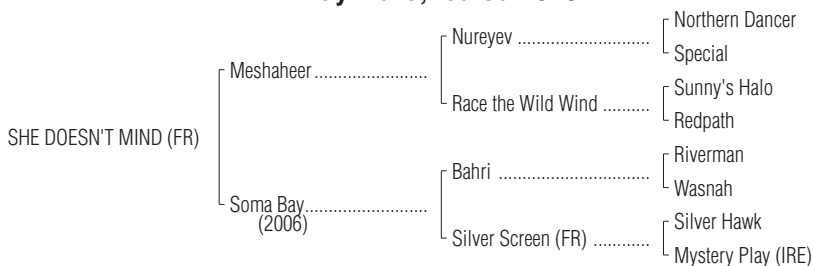 Northern Dancer
Nureyev ............................
Special
Meshaheer ........................
Sunny's Halo
Race the Wild Wind ..........
Redpath
SHE DOESN'T MIND (FR)
Riverman
Bahri ................................
Wasnah
Soma Bay..........................
(2006)
Silver Hawk
Silver Screen (FR) ............
Mystery Play (IRE)